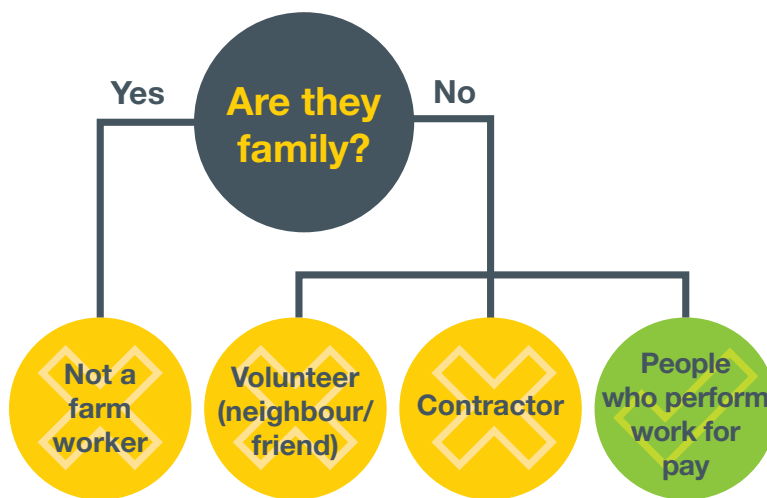 Yes
Are they
family?
No
Not a
farm
worker
Volunteer
(neighbour/
friend)
Contractor
People
who perform
work for
pay